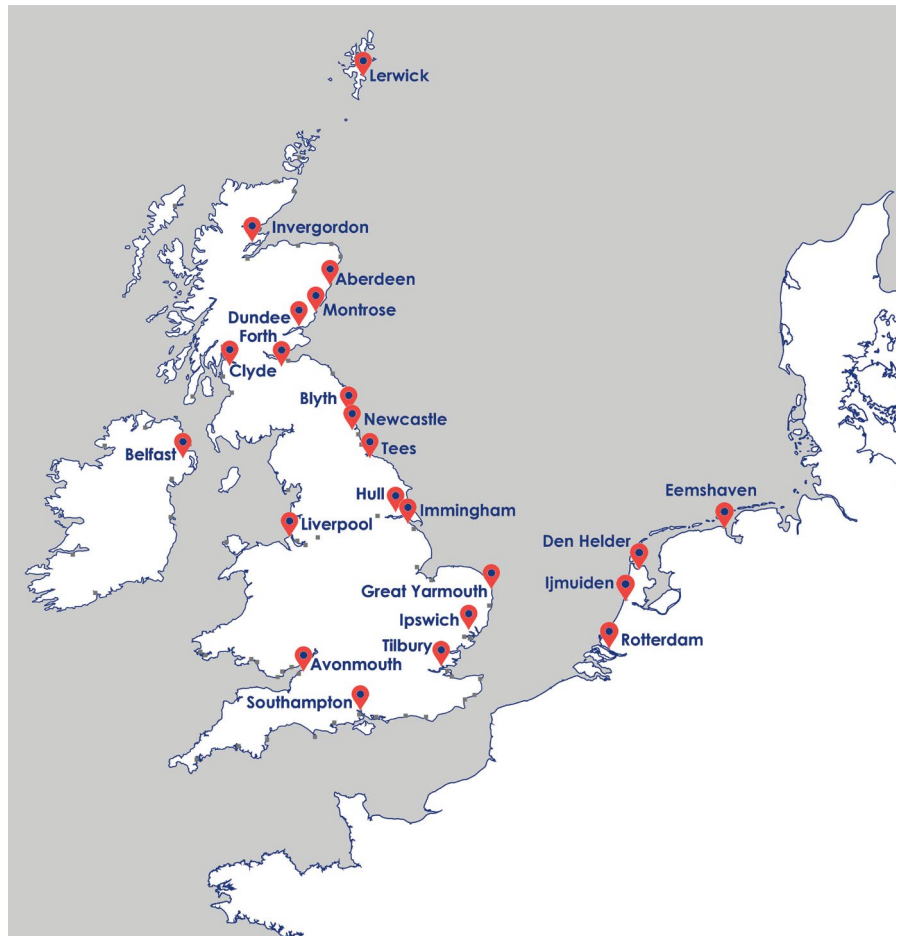 Lerwick
Invergordon
Aberdeen
Montrose
Dundee
Forth
Clyde
Blyth
Newcastle
Tees
Belfast
Hull
Immingham
Liverpool
Eemshaven
Den Helder
Ijmuiden
Great Yarmouth
Ipswich
Tilbury
Rotterdam
Avonmouth
Southampton